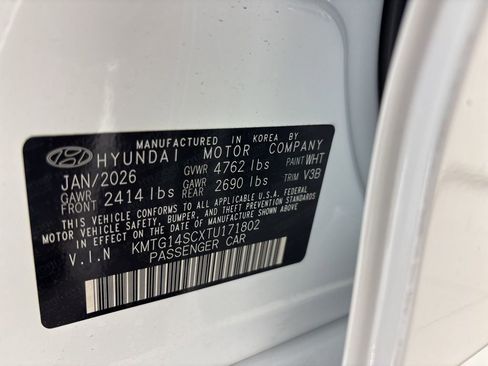 MANUFACTURED IN KOREA BY
HYUNDAI MOTOR COMPANY
JAN/2026 GVWR 4762 lbs PAINT WHT
GAWR FRONT 2414 lbs GAWR REAR 2690 lbs TRIM V3B
THIS VEHICLE CONFORMS TO ALL APPLICABLE U.S.A. FEDERAL
MOTOR VEHICLE SAFETY, BUMPER, AND THEFT PREVENTION STANDARDS
IN EFFECT ON THE DATE OF MANUFACTURE SHOWN ABOVE.
V.I.N KMTG14SCXTU171802
PASSENGER CAR